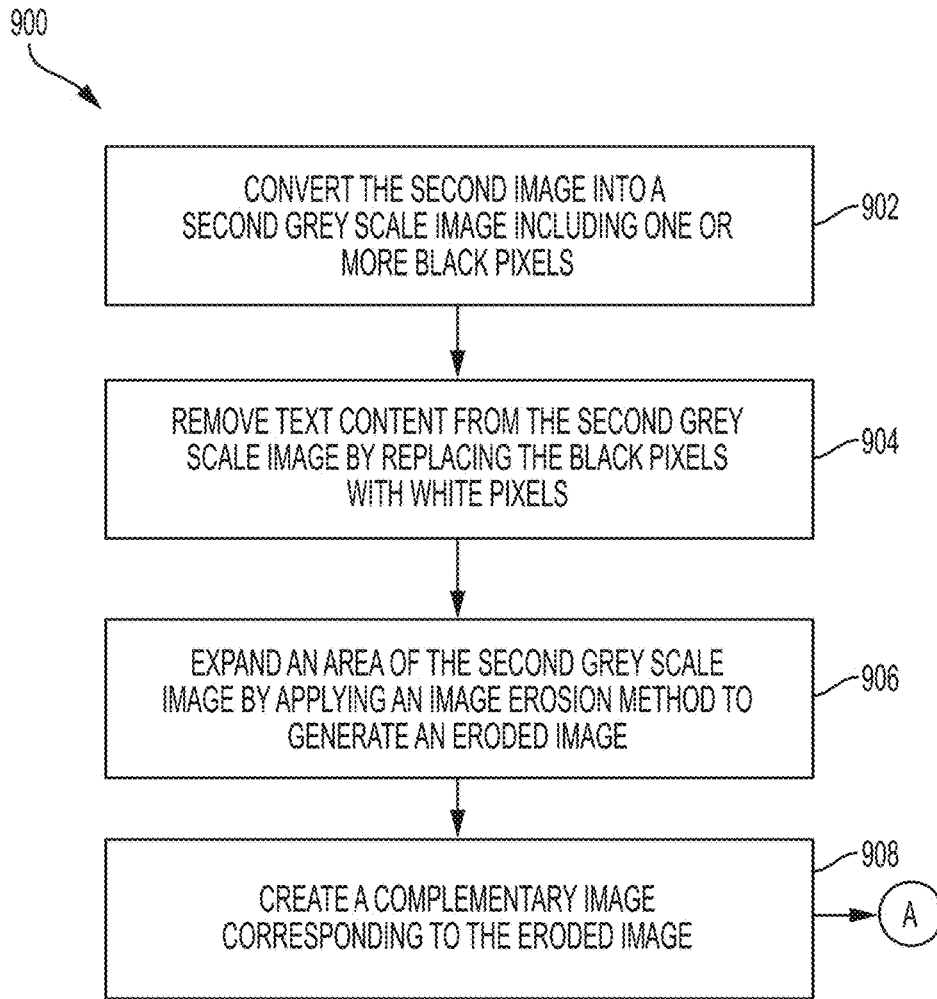 900
CONVERT THE SECOND IMAGE INTO A
SECOND GREY SCALE IMAGE INCLUDING ONE OR
MORE BLACK PIXELS
902
REMOVE TEXT CONTENT FROM THE SECOND GREY
SCALE IMAGE BY REPLACING THE BLACK PIXELS
WITH WHITE PIXELS
904
EXPAND AN AREA OF THE SECOND GREY SCALE
IMAGE BY APPLYING AN IMAGE EROSION METHOD TO
GENERATE AN ERODED IMAGE
906
CREATE A COMPLEMENTARY IMAGE
CORRESPONDING TO THE ERODED IMAGE
908
A